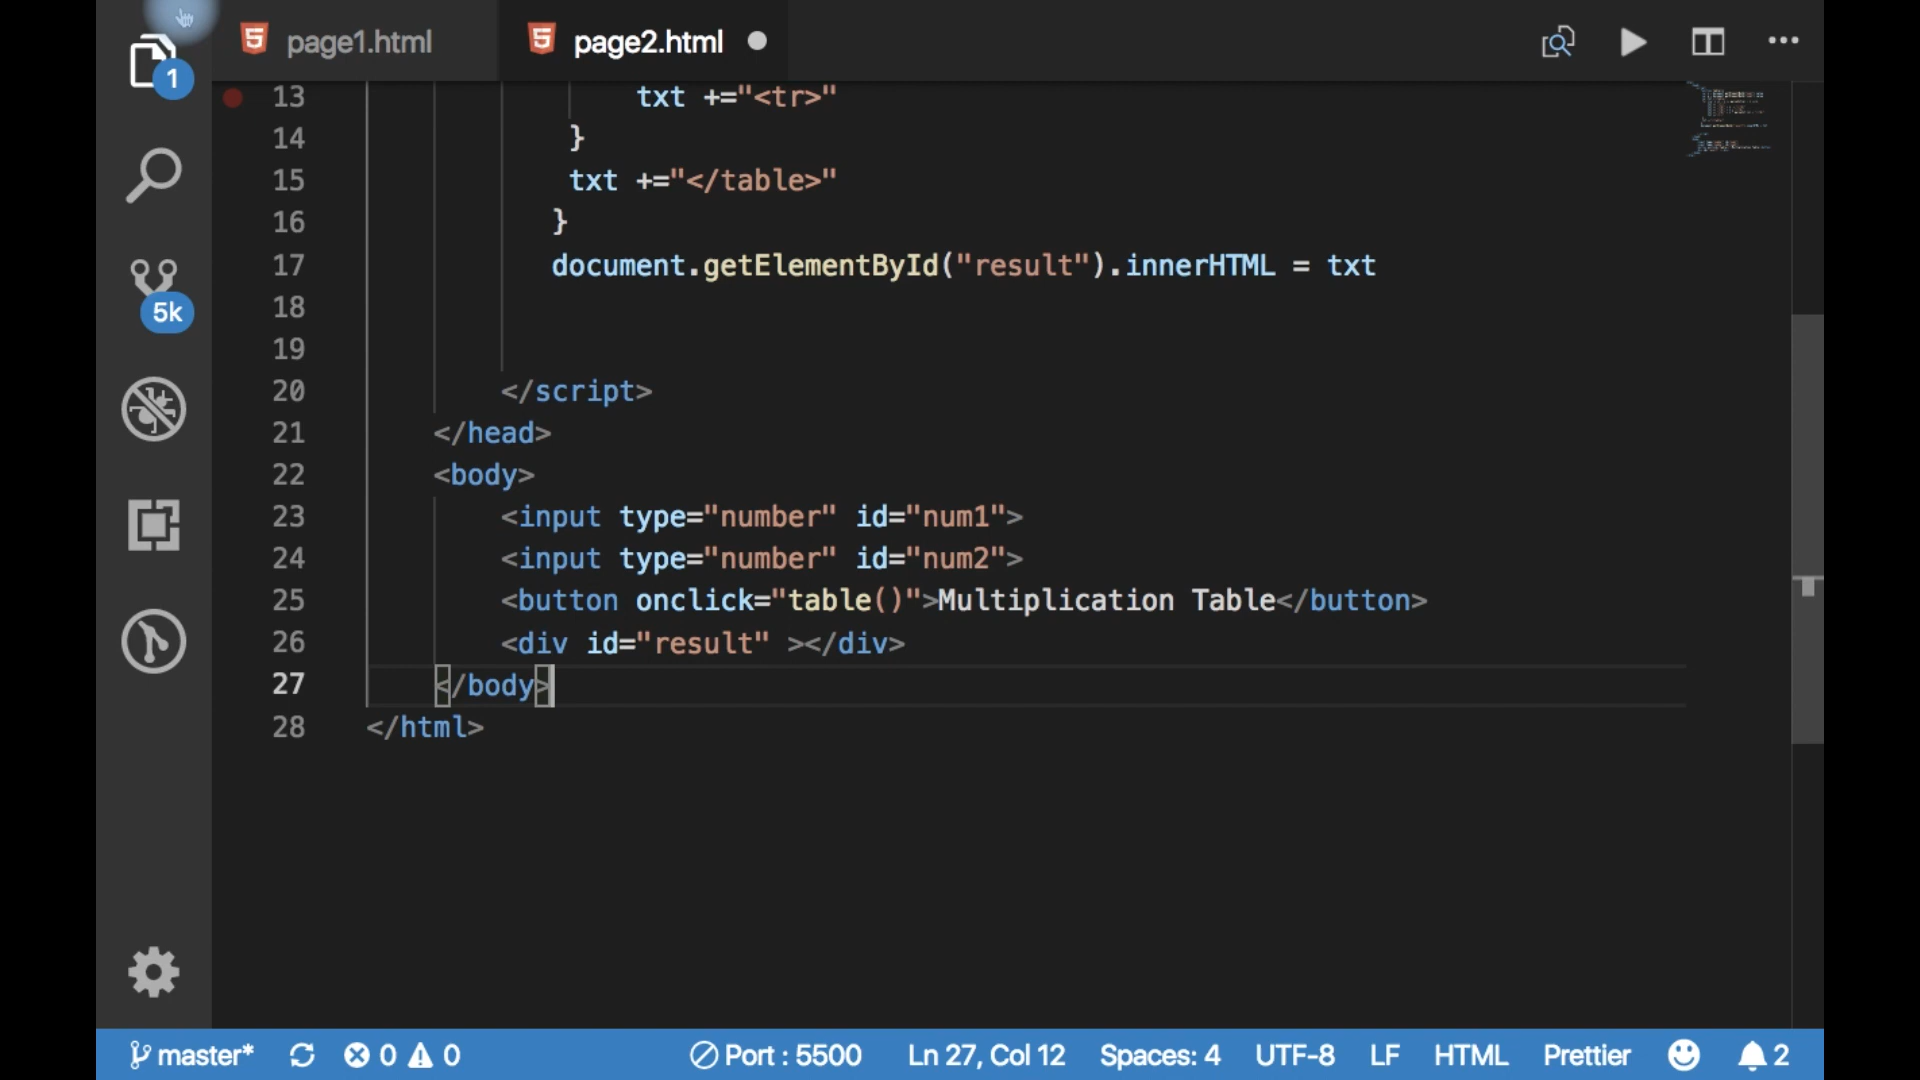 page1.html
page2.html
1
5k
13 txt +="<tr>"
14 }
15 txt +="</table>"
16 }
17 document.getElementById("result").innerHTML = txt
18
19
20 </script>
21 </head>
22 <body>
23 <input type="number" id="num1">
24 <input type="number" id="num2">
25 <button onclick="table()">Multiplication Table</button>
26 <div id="result" ></div>
27 </body>
28 </html>
master* 0 0 Port : 5500 Ln 27, Col 12 Spaces: 4 UTF-8 LF HTML Prettier 2